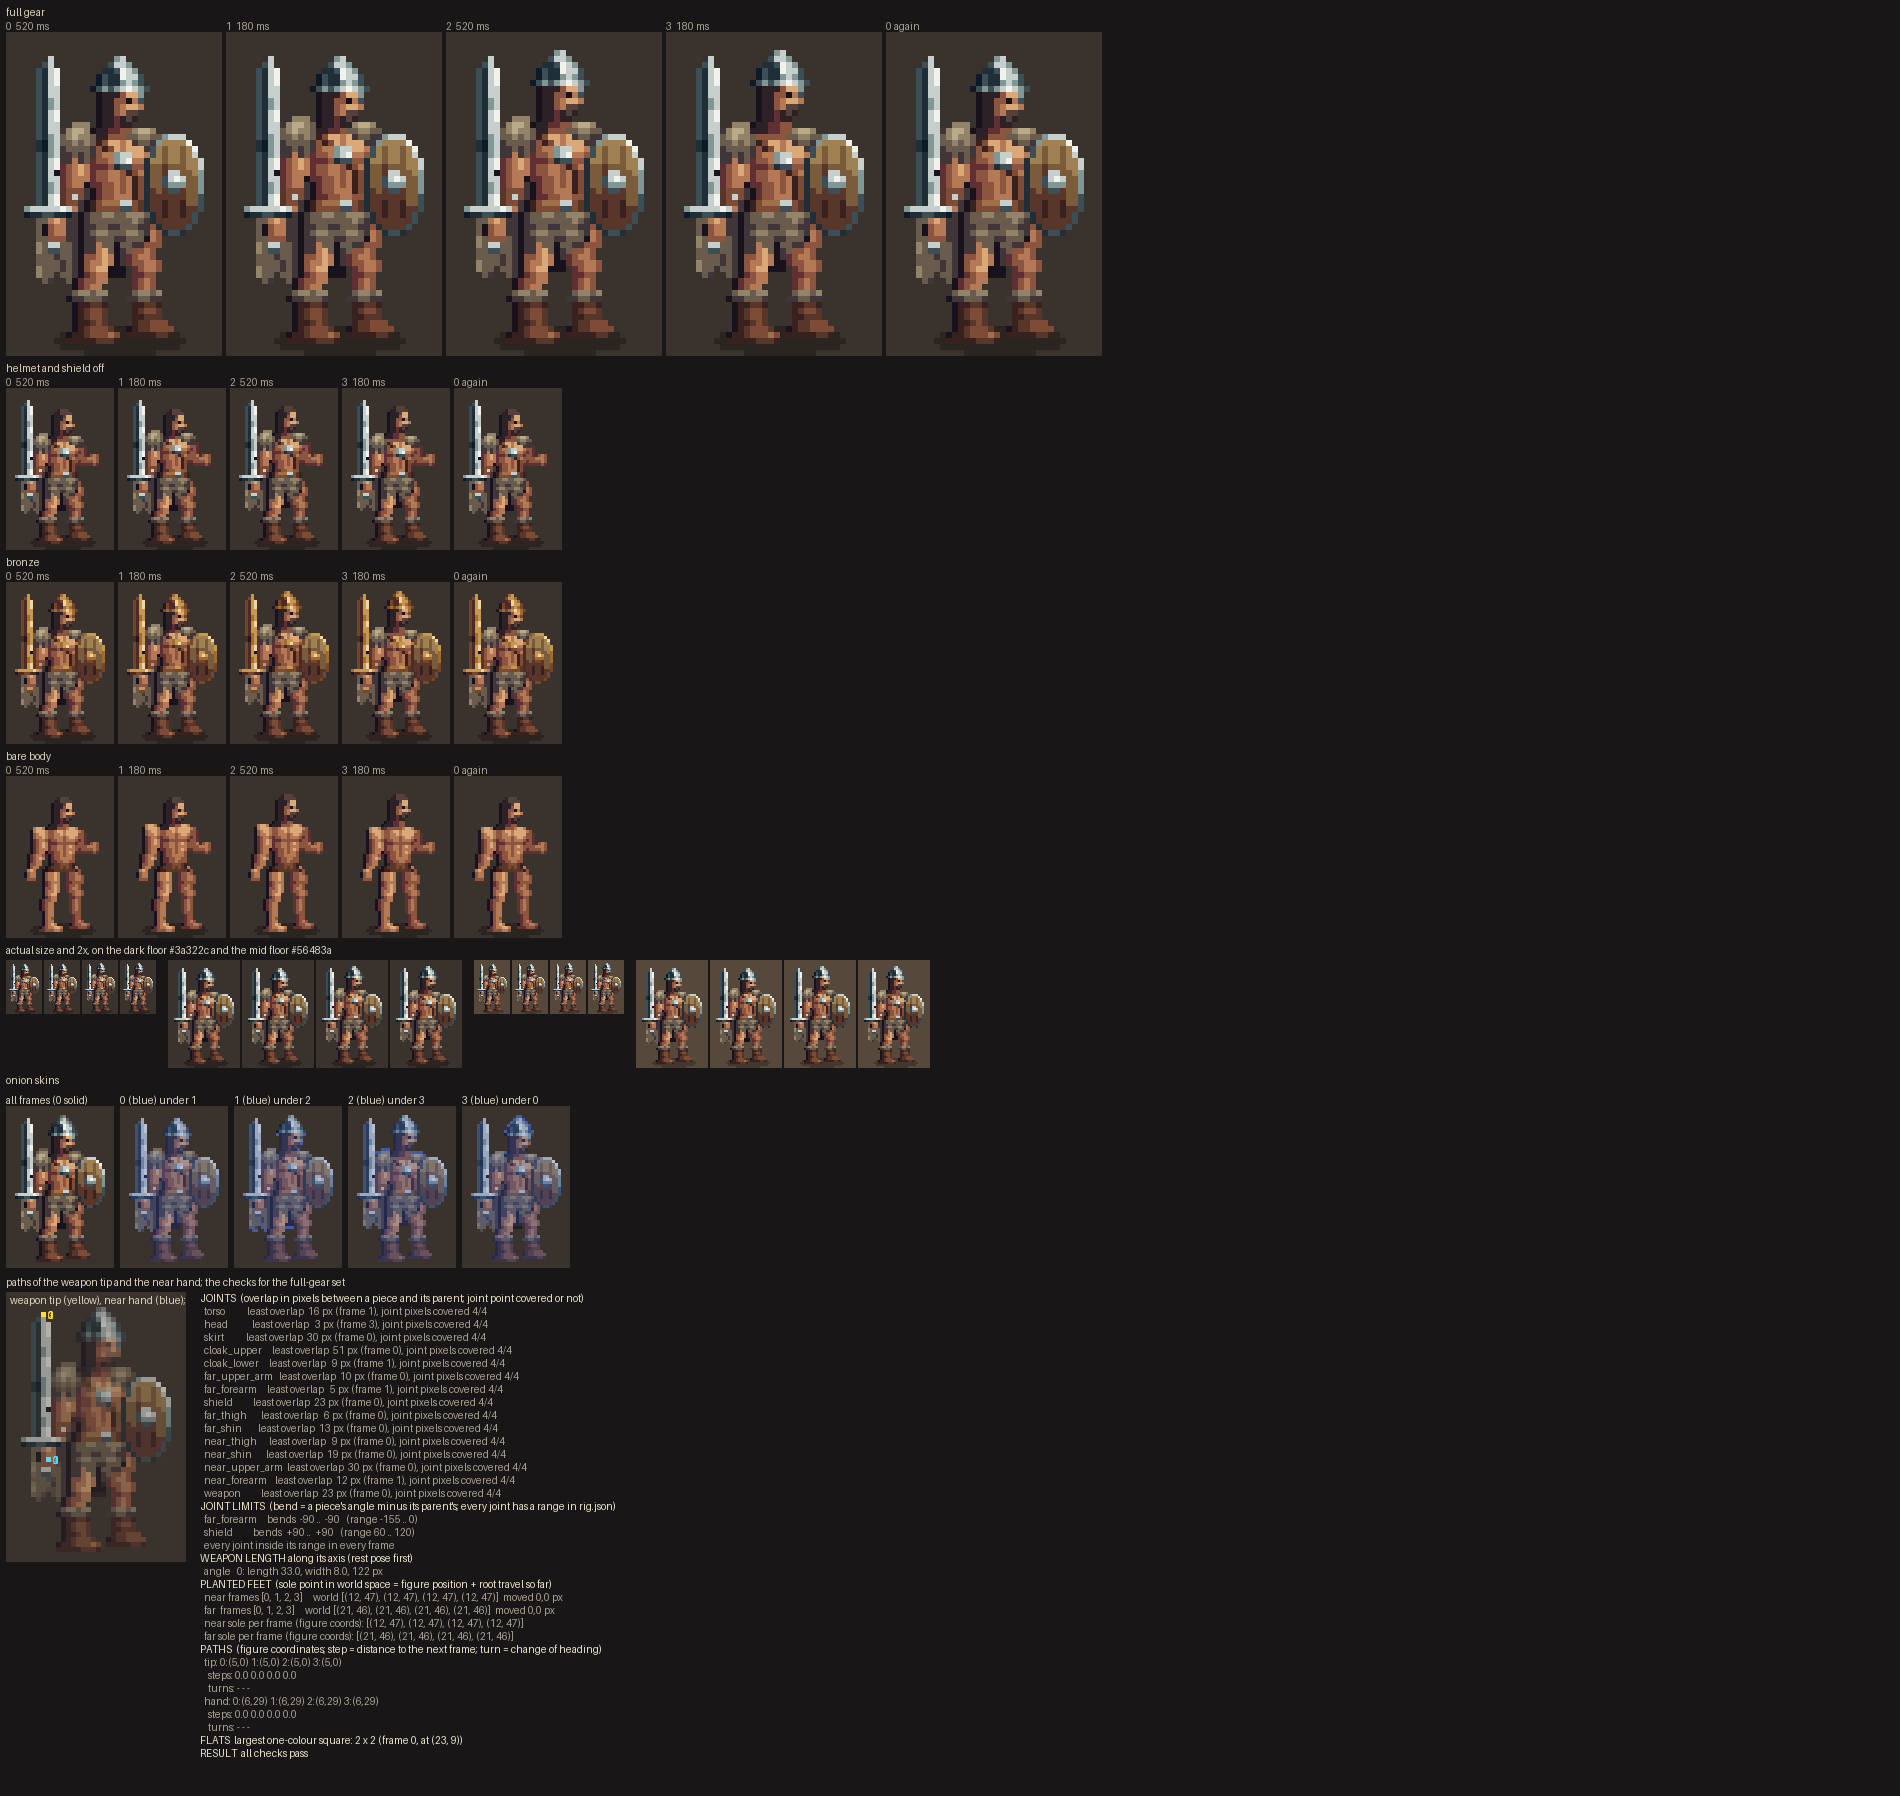 full gear
0 520 ms
1 180 ms
2 520 ms
3 180 ms
0 again
helmet and shield off
0 520 ms
1 180 ms
2 520 ms
3 180 ms
0 again
bronze
0 520 ms
1 180 ms
2 520 ms
3 180 ms
0 again
bare body
0 520 ms
1 180 ms
2 520 ms
3 180 ms
0 again
actual size and 2x, on the dark floor #3a322c and the mid floor #56483a
onion skins
all frames (0 solid)
0 (blue) under 1
1 (blue) under 2
2 (blue) under 3
3 (blue) under 0
paths of the weapon tip and the near hand; the checks for the full-gear set
weapon tip (yellow), near hand (blue);
0
0
JOINTS (overlap in pixels between a piece and its parent; joint point covered or not)
torso least overlap 16 px (frame 1), joint pixels covered 4/4
head least overlap 3 px (frame 3), joint pixels covered 4/4
skirt least overlap 30 px (frame 0), joint pixels covered 4/4
cloak_upper least overlap 51 px (frame 0), joint pixels covered 4/4
cloak_lower least overlap 9 px (frame 1), joint pixels covered 4/4
far_upper_arm least overlap 10 px (frame 0), joint pixels covered 4/4
far_forearm least overlap 5 px (frame 1), joint pixels covered 4/4
shield least overlap 23 px (frame 0), joint pixels covered 4/4
far_thigh least overlap 6 px (frame 0), joint pixels covered 4/4
far_shin least overlap 13 px (frame 0), joint pixels covered 4/4
near_thigh least overlap 9 px (frame 0), joint pixels covered 4/4
near_shin least overlap 19 px (frame 0), joint pixels covered 4/4
near_upper_arm least overlap 30 px (frame 0), joint pixels covered 4/4
near_forearm least overlap 12 px (frame 1), joint pixels covered 4/4
weapon least overlap 23 px (frame 0), joint pixels covered 4/4
JOINT LIMITS (bend = a piece's angle minus its parent's; every joint has a range in rig.json)
far_forearm bends -90 .. -90 (range -155 .. 0)
shield bends +90 .. +90 (range 60 .. 120)
every joint inside its range in every frame
WEAPON LENGTH along its axis (rest pose first)
angle 0: length 33.0, width 8.0, 122 px
PLANTED FEET (sole point in world space = figure position + root travel so far)
near frames [0, 1, 2, 3] world [(12, 47), (12, 47), (12, 47), (12, 47)] moved 0,0 px
far frames [0, 1, 2, 3] world [(21, 46), (21, 46), (21, 46), (21, 46)] moved 0,0 px
near sole per frame (figure coords): [(12, 47), (12, 47), (12, 47), (12, 47)]
far sole per frame (figure coords): [(21, 46), (21, 46), (21, 46), (21, 46)]
PATHS (figure coordinates; step = distance to the next frame; turn = change of heading)
tip: 0:(5,0) 1:(5,0) 2:(5,0) 3:(5,0)
steps: 0.0 0.0 0.0 0.0
turns: - - -
hand: 0:(6,29) 1:(6,29) 2:(6,29) 3:(6,29)
steps: 0.0 0.0 0.0 0.0
turns: - - -
FLATS largest one-colour square: 2 x 2 (frame 0, at (23, 9))
RESULT all checks pass